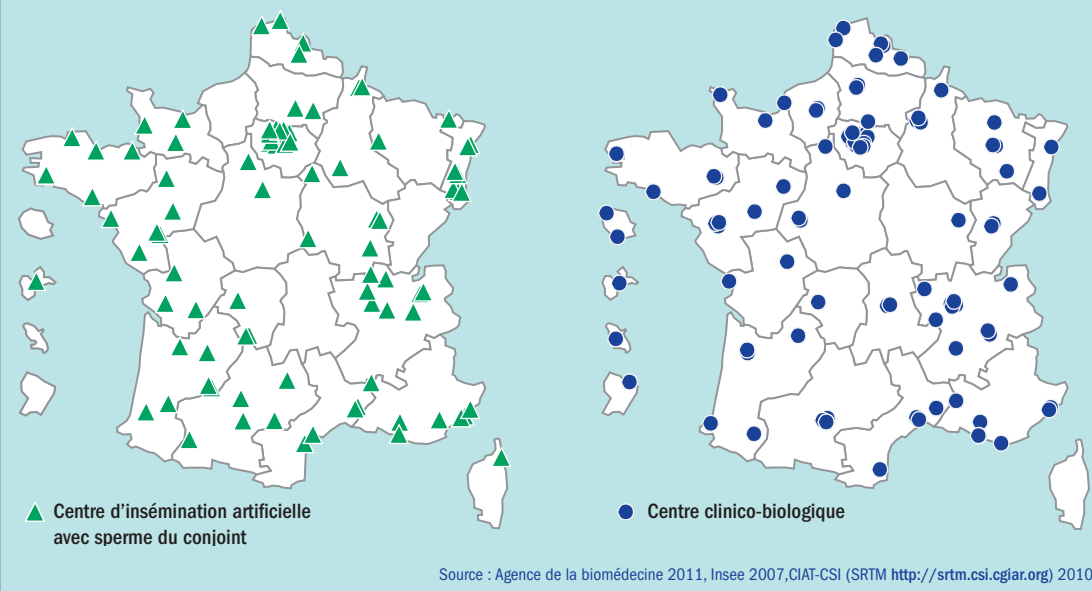 Centre d'insémination artificielle
avec sperme du conjoint
Centre clinico-biologique
Source : Agence de la biomédecine 2011, Insee 2007,CIAT-CSI (SRTM http://srtm.csi.cgiar.org) 2010